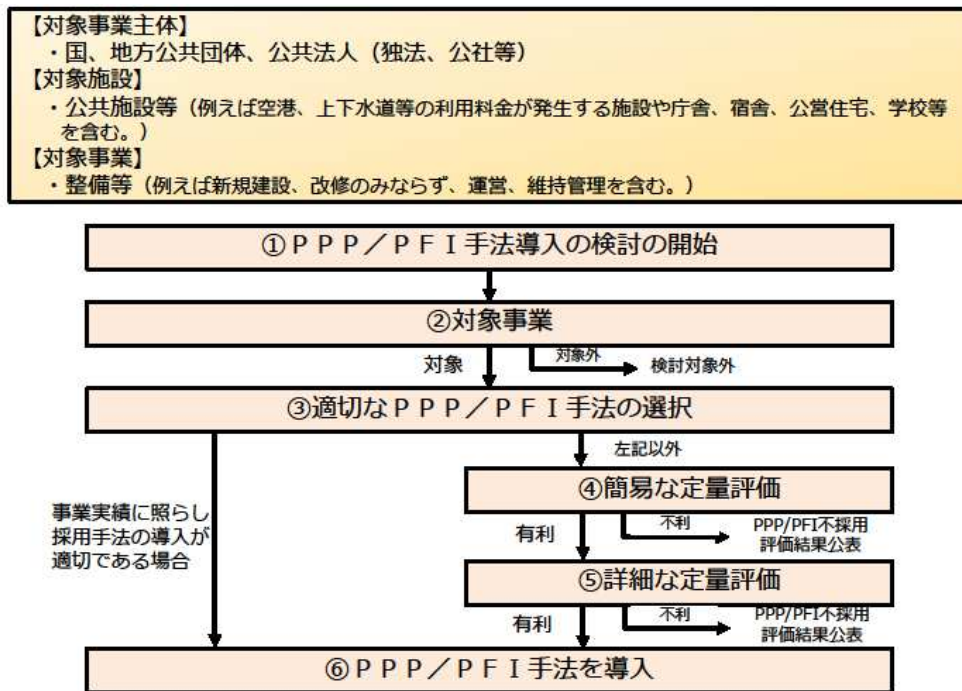 【対象事業主体】
・国、地方公共団体、公共法人（独法、公社等）
【対象施設】
・公共施設等（例えば空港、上下水道等の利用料金が発生する施設や庁舎、宿舎、公営住宅、学校等
を含む。）
【対象事業】
・整備等（例えば新規建設、改修のみならず、運営、維持管理を含む。）
①ＰＰＰ／ＰＦＩ手法導入の検討の開始
②対象事業
対象
対象外
検討対象外
③適切なＰＰＰ／ＰＦＩ手法の選択
左記以外
事業実績に照らし
採用手法の導入が
適切である場合
④簡易な定量評価
有利
不利
PPP/PFI不採用
評価結果公表
⑤詳細な定量評価
有利
不利
PPP/PFI不採用
評価結果公表
⑥ＰＰＰ／ＰＦＩ手法を導入